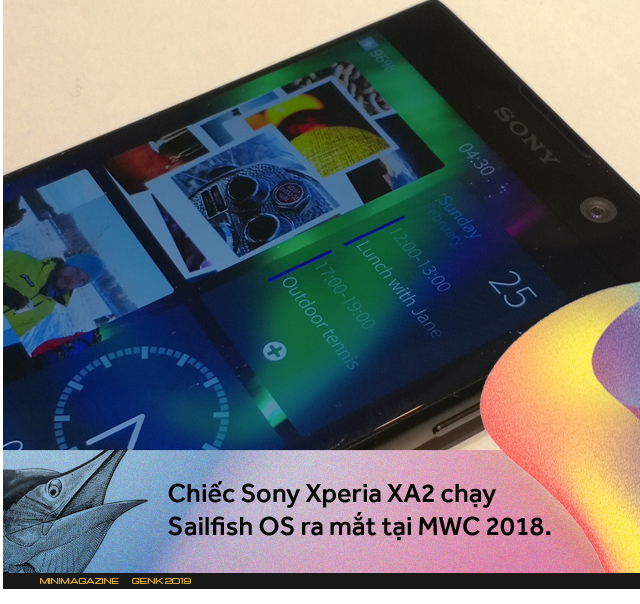 96%
SONY
04:30
Sunday
February
25
12:00-13:00
Lunch with Jane
17:00-19:00
Outdoor tennis
Chiếc Sony Xperia XA2 chạy
Sailfish OS ra mắt tại MWC 2018.
MINIMAGAZINE GENK 2019